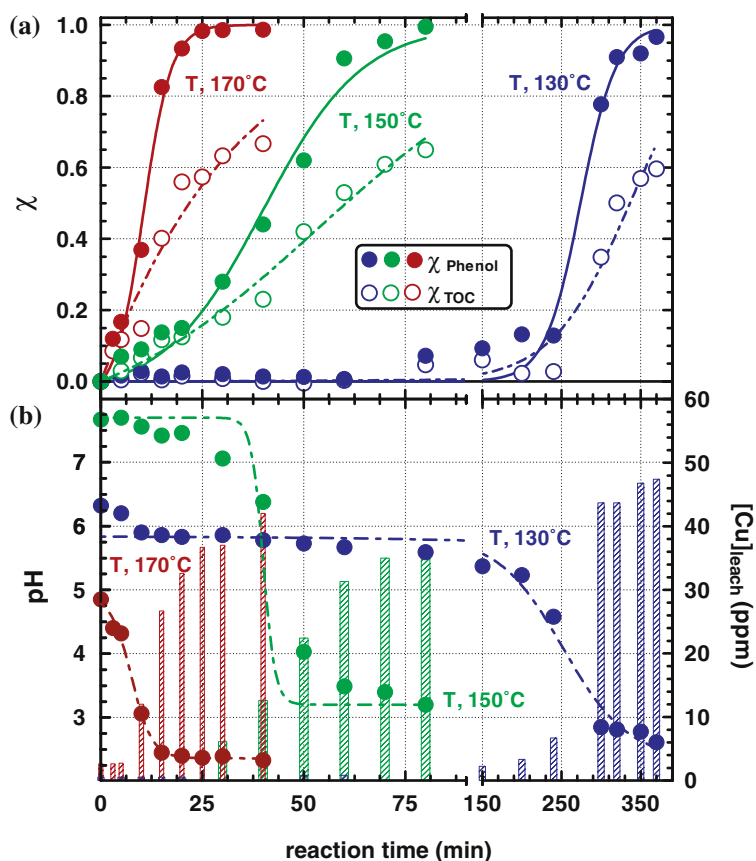 (a)
1.0
0.8
0.6
0.4
0.2
0.0
χ
T, 170°C
T, 150°C
T, 130°C
χ Phenol
χ TOC
(b)
7
6
5
4
3
pH
60
50
40
30
20
10
0
[Cu]leach (ppm)
T, 170°C
T, 130°C
T, 150°C
0 25 50 75 150 250 350
reaction time (min)